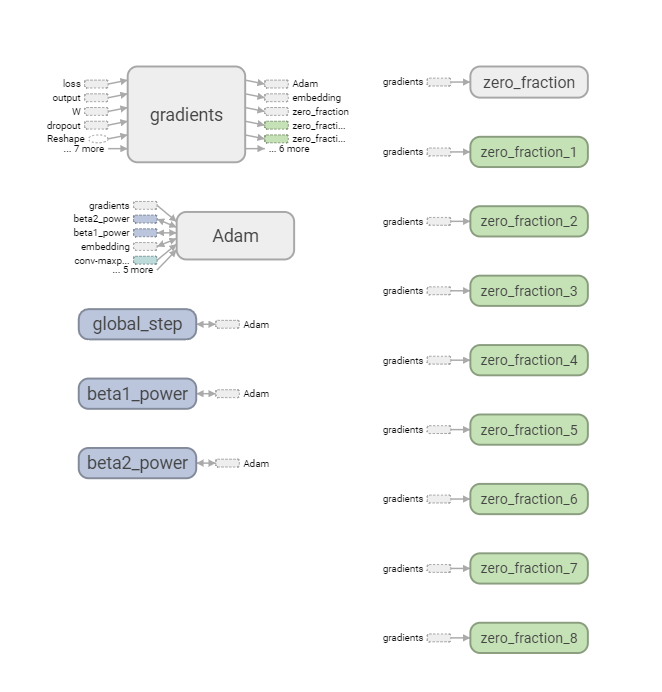 loss
output
W
dropout
Reshape
... 7 more
gradients
Adam
embedding
zero_fraction
zero_fracti...
zero_fracti...
... 6 more
gradients
beta2_power
beta1_power
embedding
conv-maxp...
... 5 more
Adam
global_step
Adam
beta1_power
Adam
beta2_power
Adam
gradients
zero_fraction
gradients
zero_fraction_1
gradients
zero_fraction_2
gradients
zero_fraction_3
gradients
zero_fraction_4
gradients
zero_fraction_5
gradients
zero_fraction_6
gradients
zero_fraction_7
gradients
zero_fraction_8